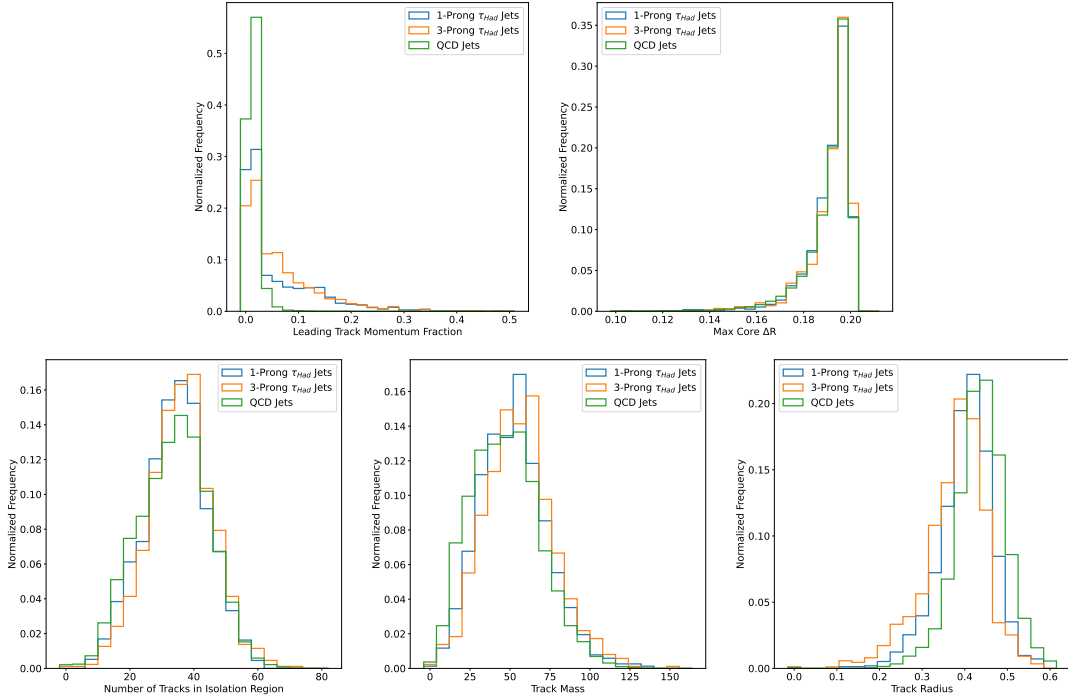 1-Prong τHad Jets
3-Prong τHad Jets
QCD Jets
Normalized Frequency
0.5
0.4
0.3
0.2
0.1
0.0
0.0 0.1 0.2 0.3 0.4 0.5
Leading Track Momentum Fraction
1-Prong τHad Jets
3-Prong τHad Jets
QCD Jets
Normalized Frequency
0.35
0.30
0.25
0.20
0.15
0.10
0.05
0.00
0.10 0.12 0.14 0.16 0.18 0.20
Max Core ΔR
1-Prong τHad Jets
3-Prong τHad Jets
QCD Jets
Normalized Frequency
0.16
0.14
0.12
0.10
0.08
0.06
0.04
0.02
0.00
0 20 40 60 80
Number of Tracks in Isolation Region
1-Prong τHad Jets
3-Prong τHad Jets
QCD Jets
Normalized Frequency
0.16
0.14
0.12
0.10
0.08
0.06
0.04
0.02
0.00
0 25 50 75 100 125 150
Track Mass
1-Prong τHad Jets
3-Prong τHad Jets
QCD Jets
Normalized Frequency
0.20
0.15
0.10
0.05
0.00
0.0 0.1 0.2 0.3 0.4 0.5 0.6
Track Radius